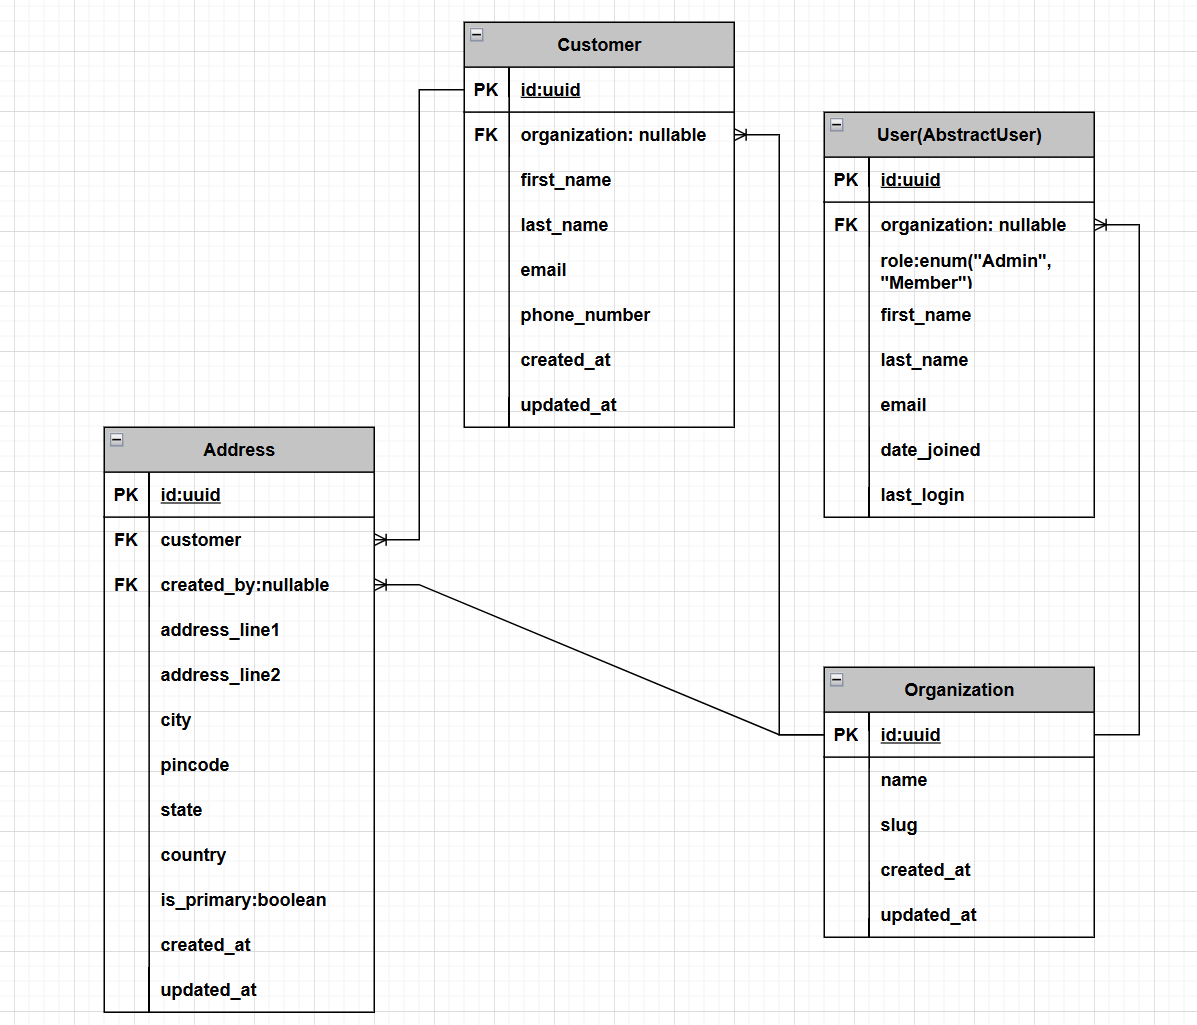 Customer
PK id:uuid
FK organization: nullable
first_name
last_name
email
phone_number
created_at
updated_at
User(AbstractUser)
PK id:uuid
FK organization: nullable
role:enum("Admin",
"Member")
first_name
last_name
email
date_joined
last_login
Address
PK id:uuid
FK customer
FK created_by:nullable
address_line1
address_line2
city
pincode
state
country
is_primary:boolean
created_at
updated_at
Organization
PK id:uuid
name
slug
created_at
updated_at